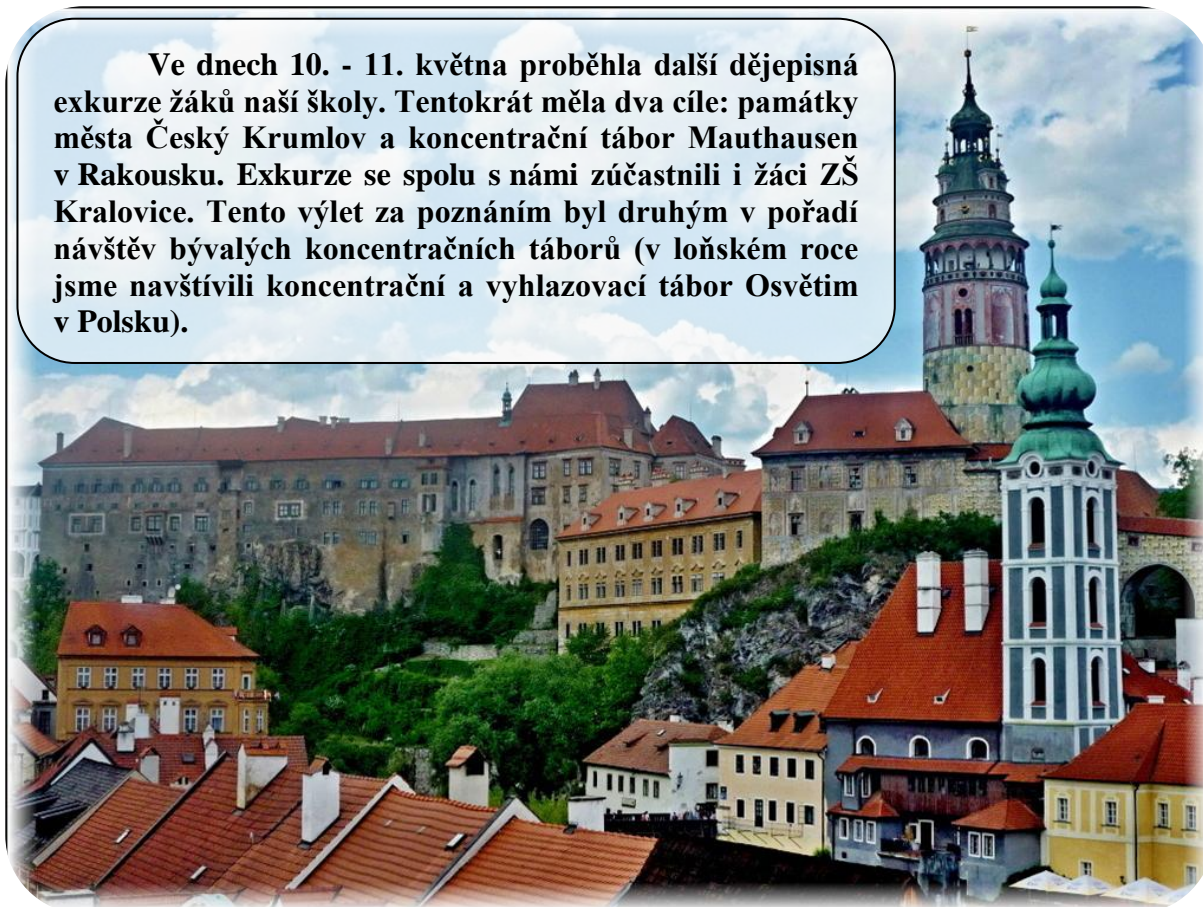 Ve dnech 10. - 11. května proběhla další dějepisná
exkurze žáků naší školy. Tentokrát měla dva cíle: památky
města Český Krumlov a koncentrační tábor Mauthausen
v Rakousku. Exkurze se spolu s námi zúčastnili i žáci ZŠ
Kralovice. Tento výlet za poznáním byl druhým v pořadí
návštěv bývalých koncentračních táborů (v loňském roce
jsme navštívili koncentrační a vyhlazovací tábor Osvětim
v Polsku).